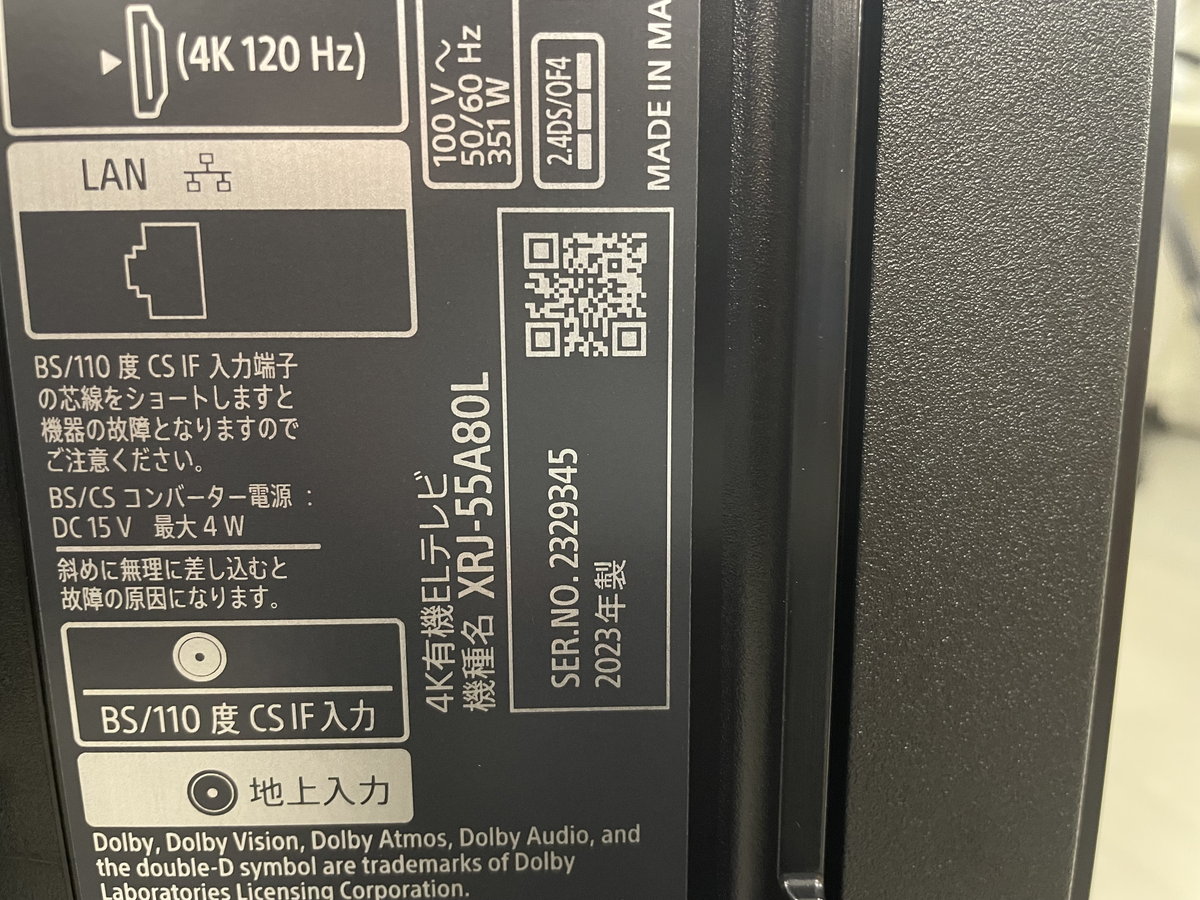 (4K 120 Hz)
LAN
BS/110 度 CS IF 入力端子
の芯線をショートしますと
機器の故障となりますので
ご注意ください。
BS/CS コンバーター電源 :
DC 15 V 最大 4 W
斜めに無理に差し込むと
故障の原因になります。
BS/110 度 CS IF 入力
地上入力
Dolby, Dolby Vision, Dolby Atmos, Dolby Audio, and
the double-D symbol are trademarks of Dolby
Laboratories Licensing Corporation.
100 V ～
50/60 Hz
351 W
2.4DS/OF4
MADE IN MA
4K有機ELテレビ
機種名 XRJ-55A80L
SER.NO. 2329345
2023年製